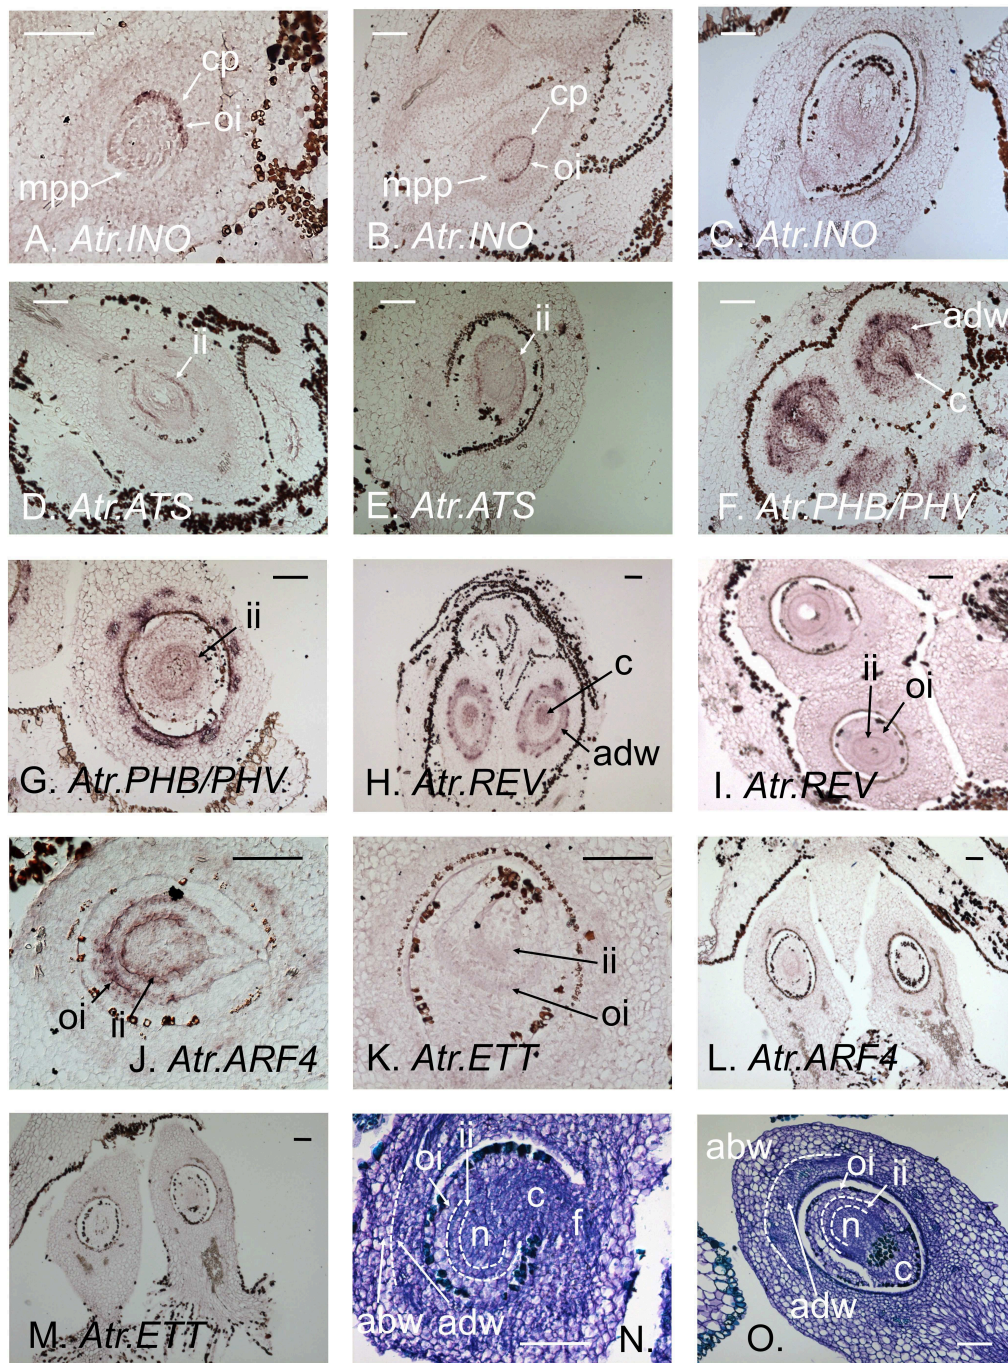 cp
oi
mpp
A. Atr.INO
cp
oi
mpp
B. Atr.INO
C. Atr.INO
ii
D. Atr.ATS
ii
E. Atr.ATS
adw
c
F. Atr.PHB/PHV
ii
G. Atr.PHB/PHV.
c
adw
H. Atr.REV
ii
oi
I. Atr.REV
oi
ii
J. Atr.ARF4
ii
oi
K. Atr.ETT
L. Atr.ARF4
M. Atr.ETT
ii
oi
c
f
n
abw
adw
N.
abw
oi
ii
n
c
adw
O.